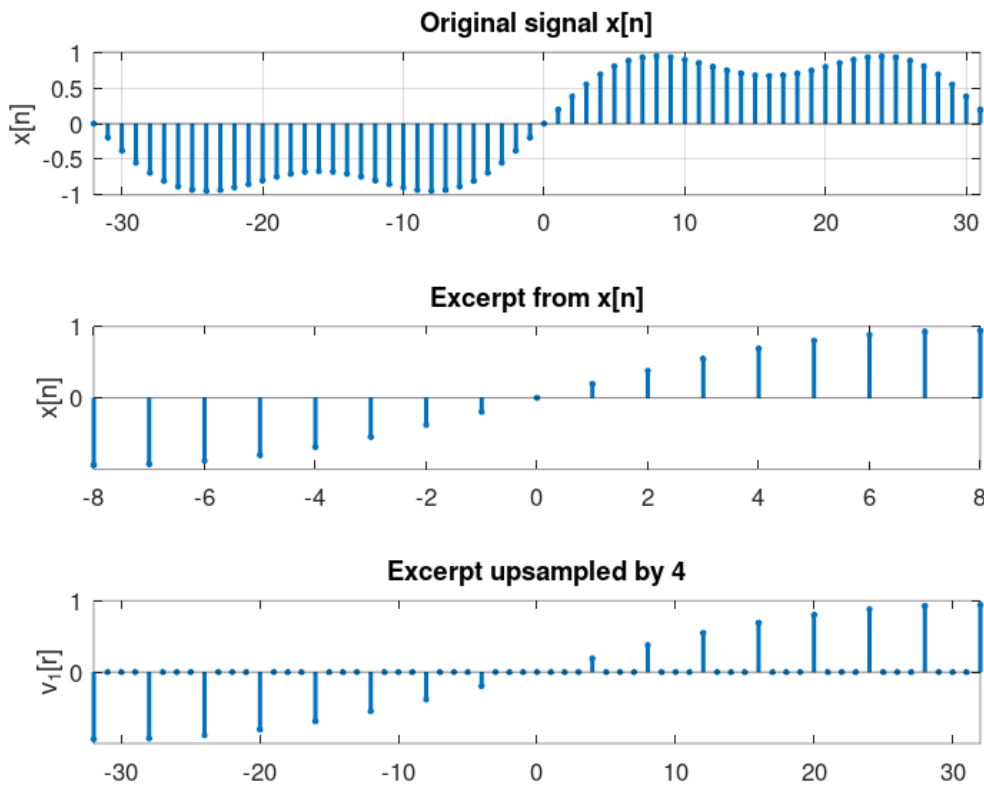 Original signal x[n]
x[n]
1
0.5
0
-0.5
-1
-30 -20 -10 0 10 20 30
Excerpt from x[n]
x[n]
1
0
-8 -6 -4 -2 0 2 4 6 8
Excerpt upsampled by 4
v₁[r]
1
0
-30 -20 -10 0 10 20 30